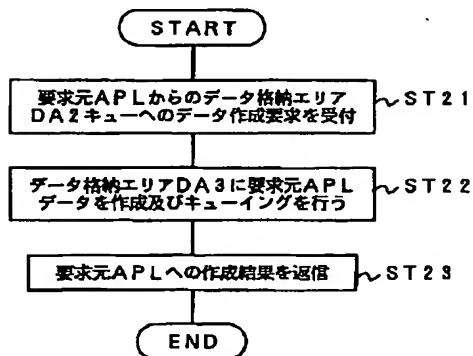 START
要求元APLからのデータ格納エリア
DA2キューへのデータ作成要求を受付
ST21
データ格納エリアDA3に要求元APL
データを作成及びキューイングを行う
ST22
要求元APLへの作成結果を返信
ST23
END